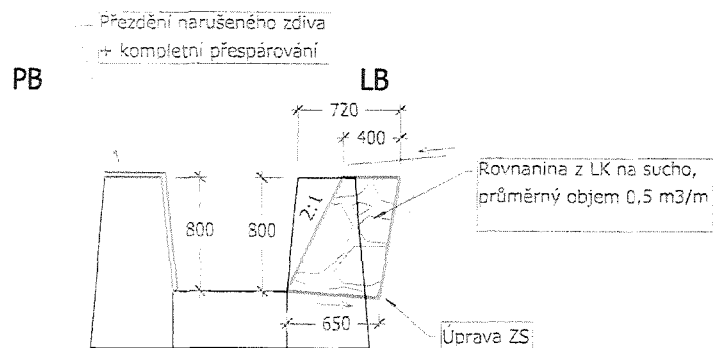 Přezdění narušeného zdiva
+ kompletní přespárování
PB
LB
720
400
Rovnanina z LK na sucho,
průměrný objem 0,5 m3/m
800
800
2:1
650
Úprava ZS